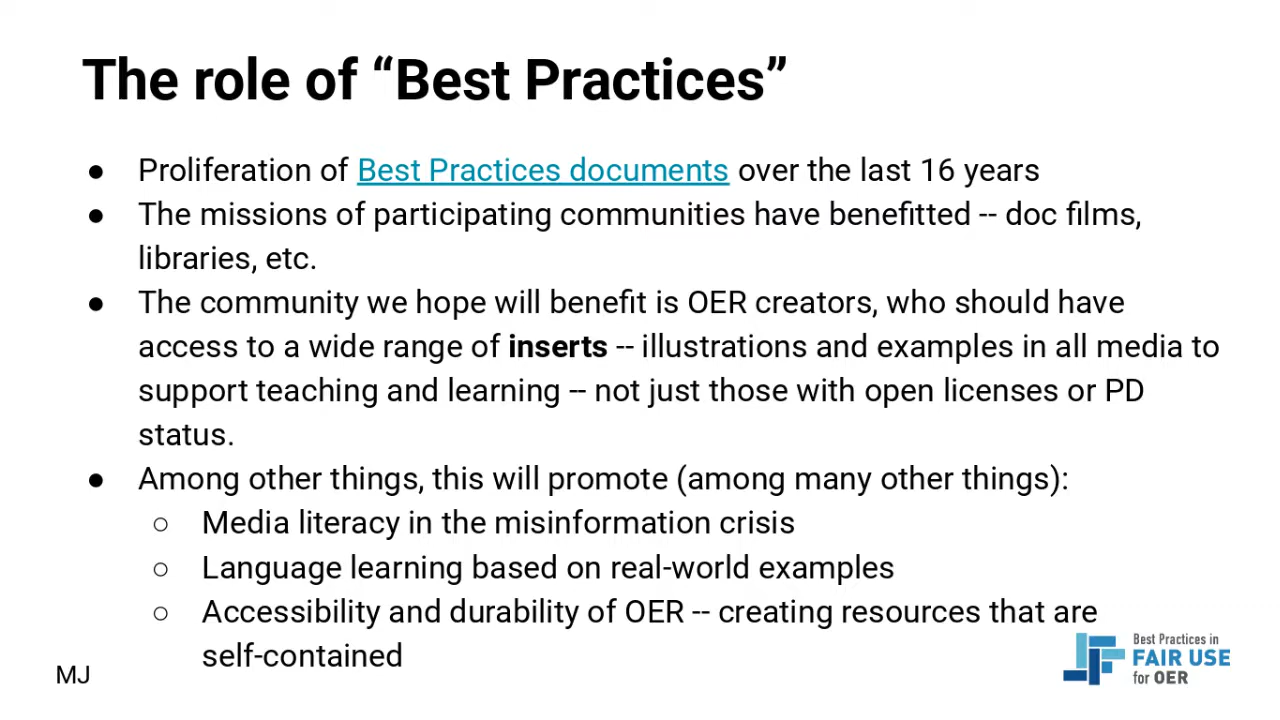 The role of “Best Practices”
● Proliferation of Best Practices documents over the last 16 years
● The missions of participating communities have benefitted -- doc films,
libraries, etc.
● The community we hope will benefit is OER creators, who should have
access to a wide range of inserts -- illustrations and examples in all media to
support teaching and learning -- not just those with open licenses or PD
status.
● Among other things, this will promote (among many other things):
○ Media literacy in the misinformation crisis
○ Language learning based on real-world examples
○ Accessibility and durability of OER -- creating resources that are
self-contained
MJ
Best Practices in
FAIR USE
for OER